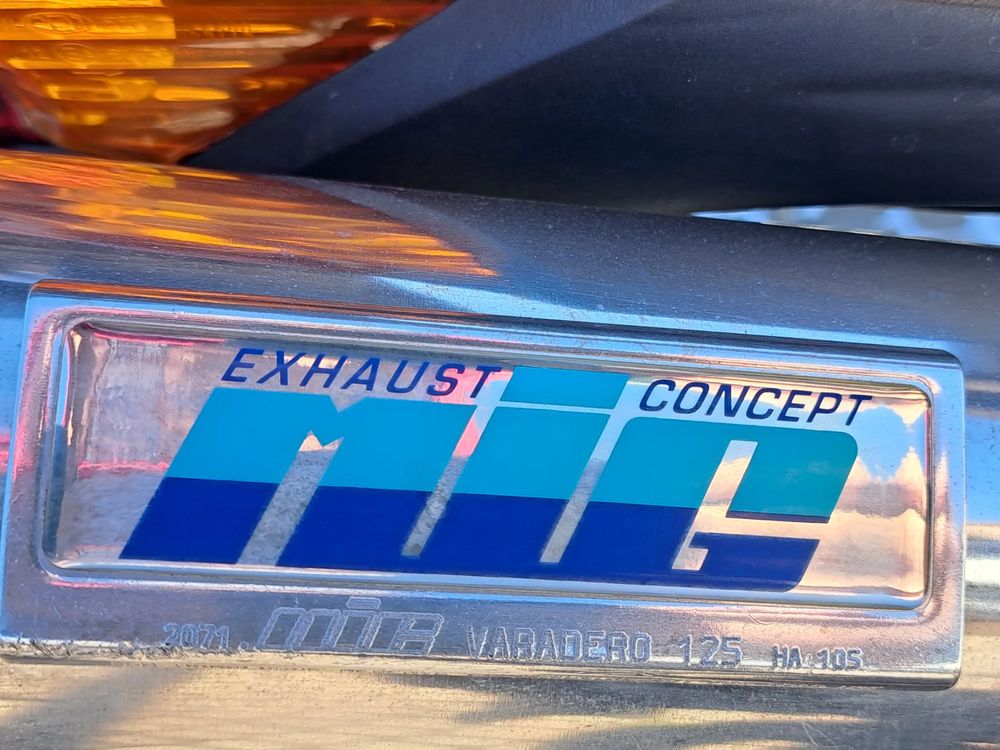 EXHAUST CONCEPT
MIG
2071 MIG VARADERO 125 HA 105